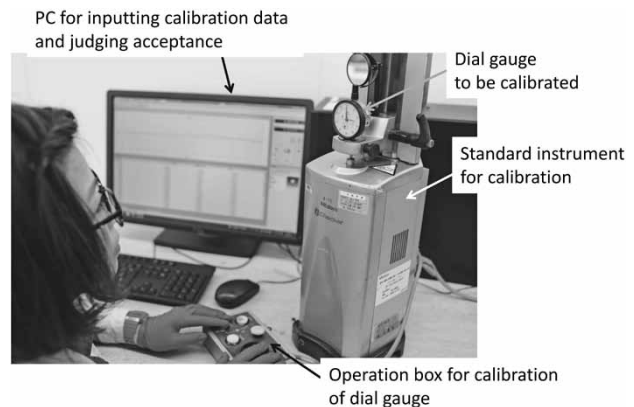 PC for inputting calibration data
and judging acceptance
Dial gauge
to be calibrated
Standard instrument
for calibration
Operation box for calibration
of dial gauge